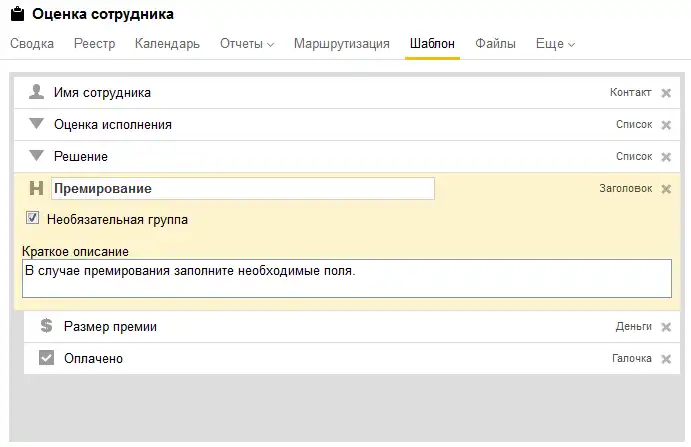 Оценка сотрудника
Сводка Реестр Календарь Отчеты Маршрутизация Шаблон Файлы Еще
Имя сотрудника Контакт
Оценка исполнения Список
Решение Список
H Премирование Заголовок
Необязательная группа
Краткое описание
В случае премирования заполните необходимые поля.
$ Размер премии Деньги
Оплачено Галочка